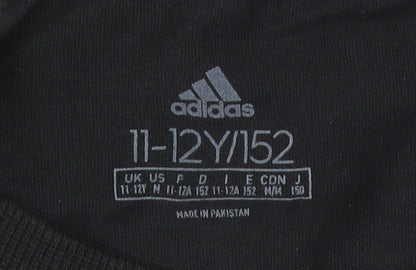 adidas
11-12Y/152
UK US F D I E CON J
11-12Y M 11-12A 152 11-12A 152 M/M 150
MADE IN PAKISTAN